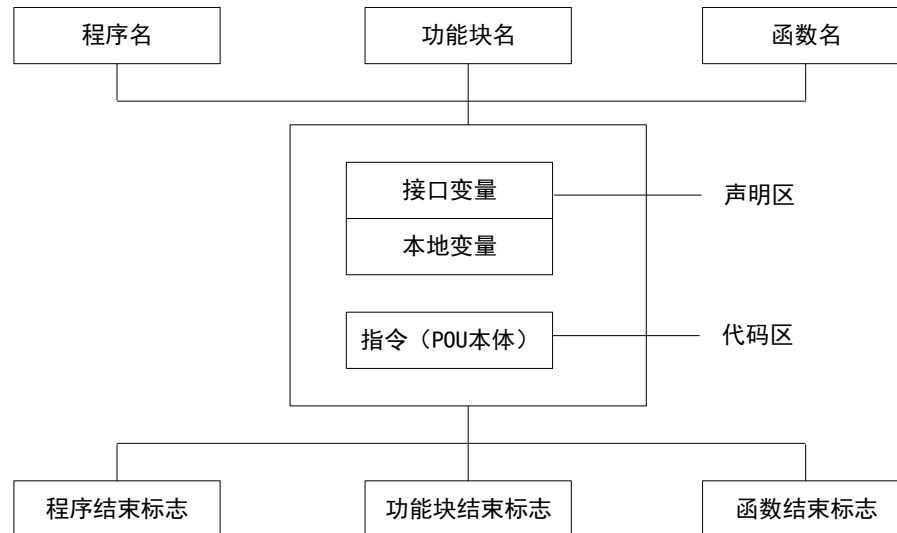 程序名
功能块名
函数名
接口变量
声明区
本地变量
指令（POU本体）
代码区
程序结束标志
功能块结束标志
函数结束标志